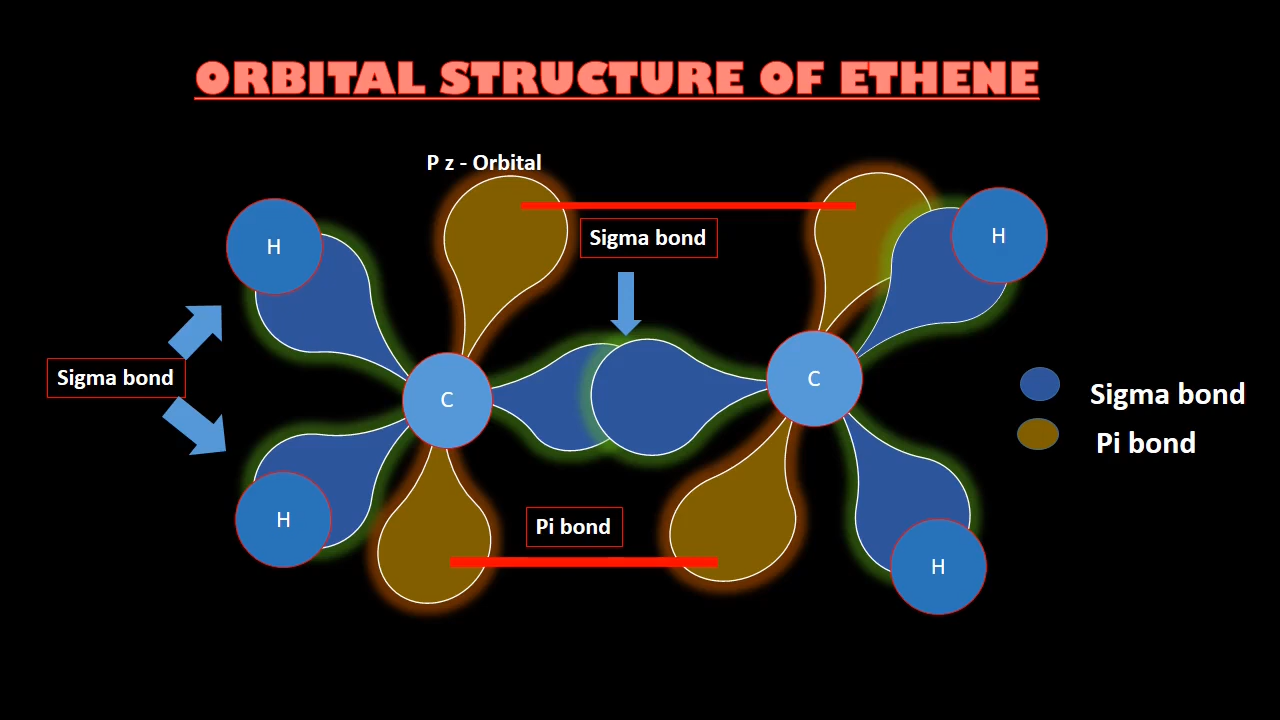 ORBITAL STRUCTURE OF ETHENE
P z - Orbital
H
Sigma bond
H
Sigma bond
C
C
Sigma bond
Pi bond
H
Pi bond
H